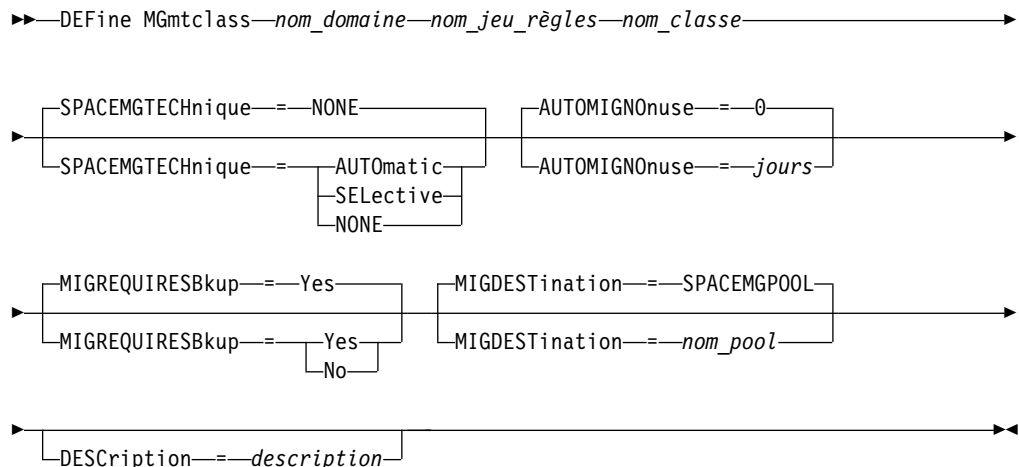 DEFine MGmtclass nom_domaine nom_jeu_règles nom_classe
SPACEMGTECHnique = NONE AUTOMIGNOnuse = 0
SPACEMGTECHnique = AUTOmatic AUTOMIGNOnuse = jours
SELective
NONE
MIGREQUIRESBkup = Yes MIGDESTination = SPACEMGPOOL
MIGREQUIRESBkup = Yes MIGDESTination = nom_pool
No
DESCription = description